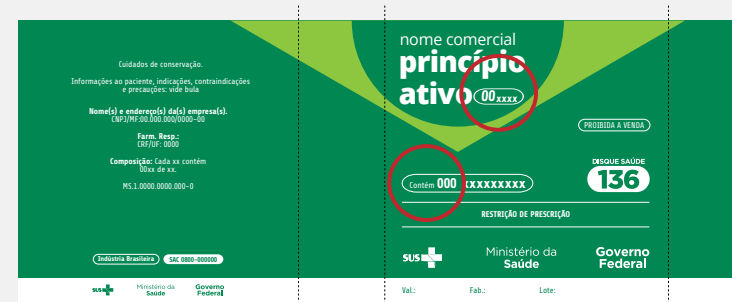 Cuidados de conservação.
Informações ao paciente, indicações, contraindicações
e precauções: vide bula
Nome(s) e endereço(s) da(s) empresa(s).
CNPJ/MF:00.000.000/0000-00
Farm. Resp.:
CRF/UF: 0000
Composição: Cada xx contém
00xx de xx.
MS.1.0000.0000.000-0
Indústria Brasileira SAC 0800-000000
SUS Ministério da Saúde Governo Federal
nome comercial
princípio
ativo 00xxxx
PROIBIDA A VENDA
Contém 000 xxxxxxxxx
DISQUE SAÚDE
136
RESTRIÇÃO DE PRESCRIÇÃO
SUS Ministério da Saúde Governo Federal
Val.: Fab.: Lote: